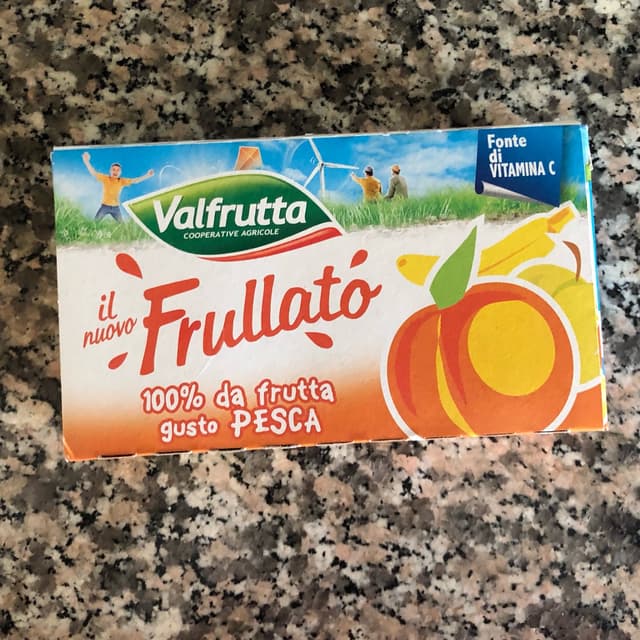 Fonte
di
VITAMINA C
Valfrutta
COOPERATIVE AGRICOLE
il
nuovo
Frullato
100% da frutta
gusto PESCA